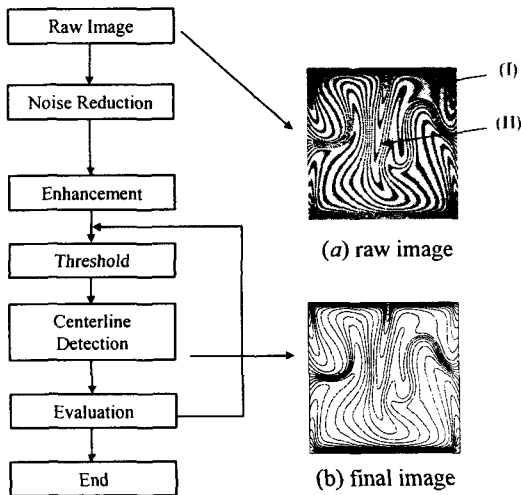 Raw Image
Noise Reduction
Enhancement
Threshold
Centerline
Detection
Evaluation
End
(I)
(II)
(a) raw image
(b) final image